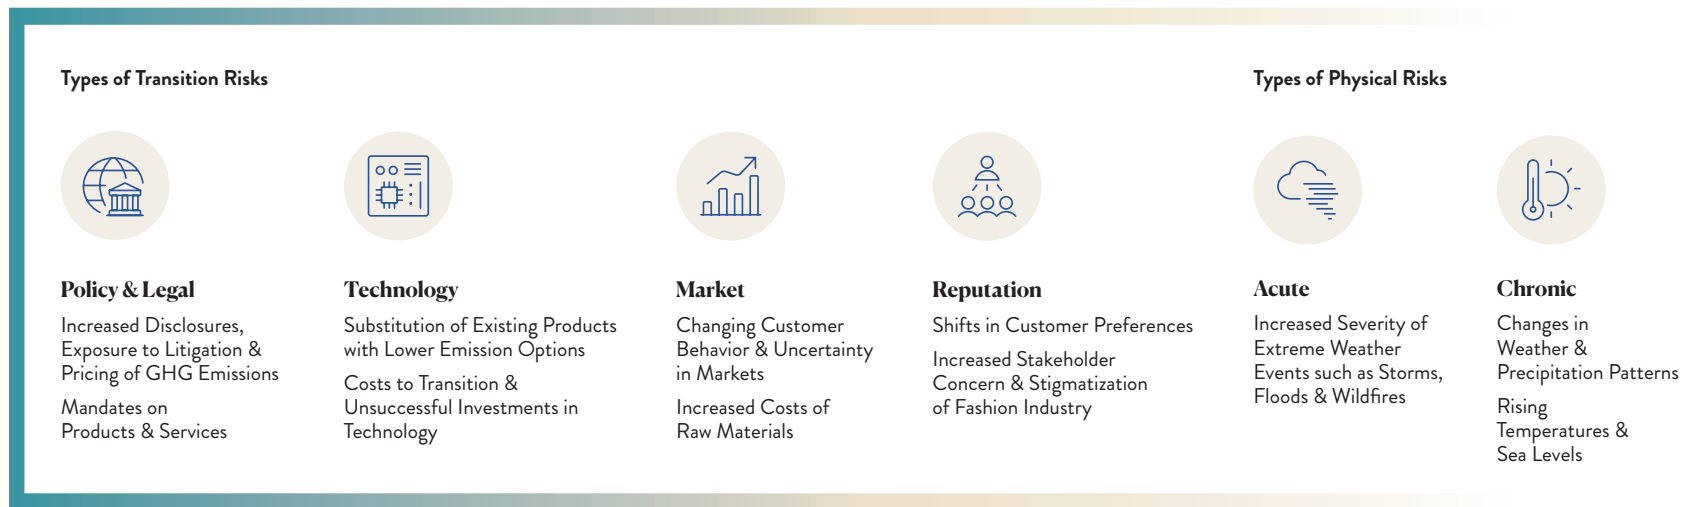 Types of Transition Risks
Policy & Legal
Increased Disclosures,
Exposure to Litigation &
Pricing of GHG Emissions
Mandates on
Products & Services
Technology
Substitution of Existing Products
with Lower Emission Options
Costs to Transition &
Unsuccessful Investments in
Technology
Market
Changing Customer
Behavior & Uncertainty
in Markets
Increased Costs of
Raw Materials
Reputation
Shifts in Customer Preferences
Increased Stakeholder
Concern & Stigmatization
of Fashion Industry
Types of Physical Risks
Acute
Increased Severity of
Extreme Weather
Events such as Storms,
Floods & Wildfires
Chronic
Changes in
Weather &
Precipitation Patterns
Rising
Temperatures &
Sea Levels